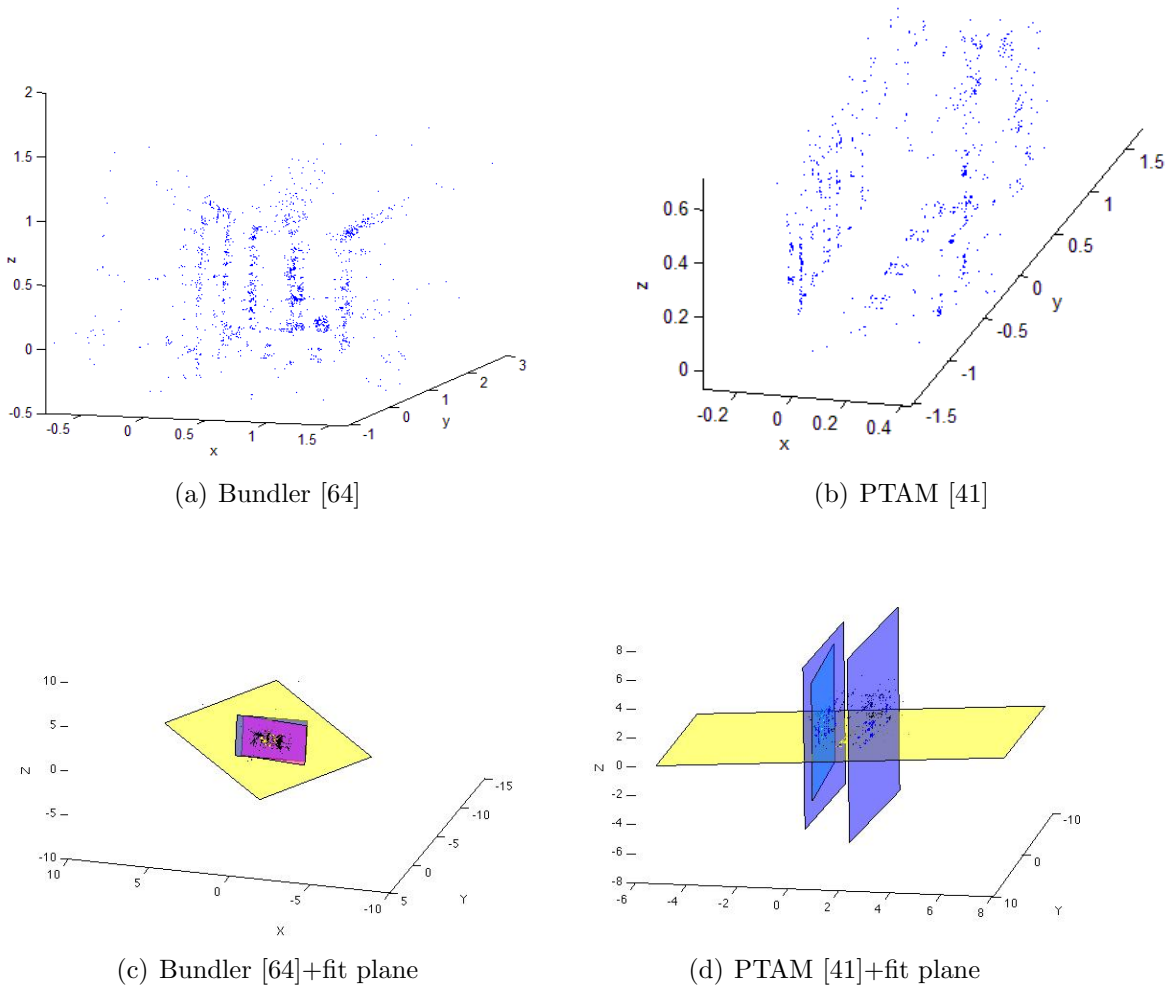 2
1.5
1
0.5
0
-0.5
z
-0.5 0 0.5 1 1.5
x
-1 0 1 2 3
y
(a) Bundler [64]
0.6
0.4
0.2
0
z
-0.2 0 0.2 0.4
x
-1.5 -1 -0.5 0 0.5 1 1.5
y
(b) PTAM [41]
10
5
0
-5
-10
Z
10 5 0 -5 -10
X
5 0 -5 -10 -15
Y
(c) Bundler [64]+fit plane
8
6
4
2
0
-2
-4
-6
-8
Z
-6 -4 -2 0 2 4 6 8
10 0 -10
Y
(d) PTAM [41]+fit plane